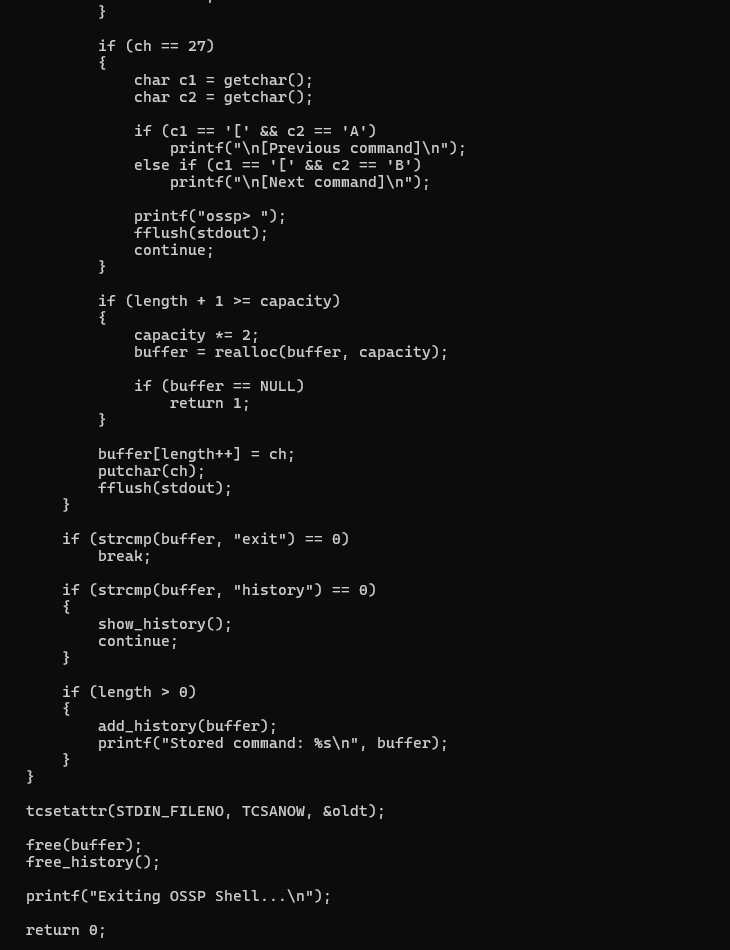 }

        if (ch == 27)
        {
            char c1 = getchar();
            char c2 = getchar();

            if (c1 == '[' && c2 == 'A')
                printf("\n[Previous command]\n");
            else if (c1 == '[' && c2 == 'B')
                printf("\n[Next command]\n");

            printf("ossp> ");
            fflush(stdout);
            continue;
        }

        if (length + 1 >= capacity)
        {
            capacity *= 2;
            buffer = realloc(buffer, capacity);

            if (buffer == NULL)
                return 1;
        }

        buffer[length++] = ch;
        putchar(ch);
        fflush(stdout);
    }

    if (strcmp(buffer, "exit") == 0)
        break;

    if (strcmp(buffer, "history") == 0)
    {
        show_history();
        continue;
    }

    if (length > 0)
    {
        add_history(buffer);
        printf("Stored command: %s\n", buffer);
    }
}

tcsetattr(STDIN_FILENO, TCSANOW, &oldt);

free(buffer);
free_history();

printf("Exiting OSSP Shell...\n");

return 0;